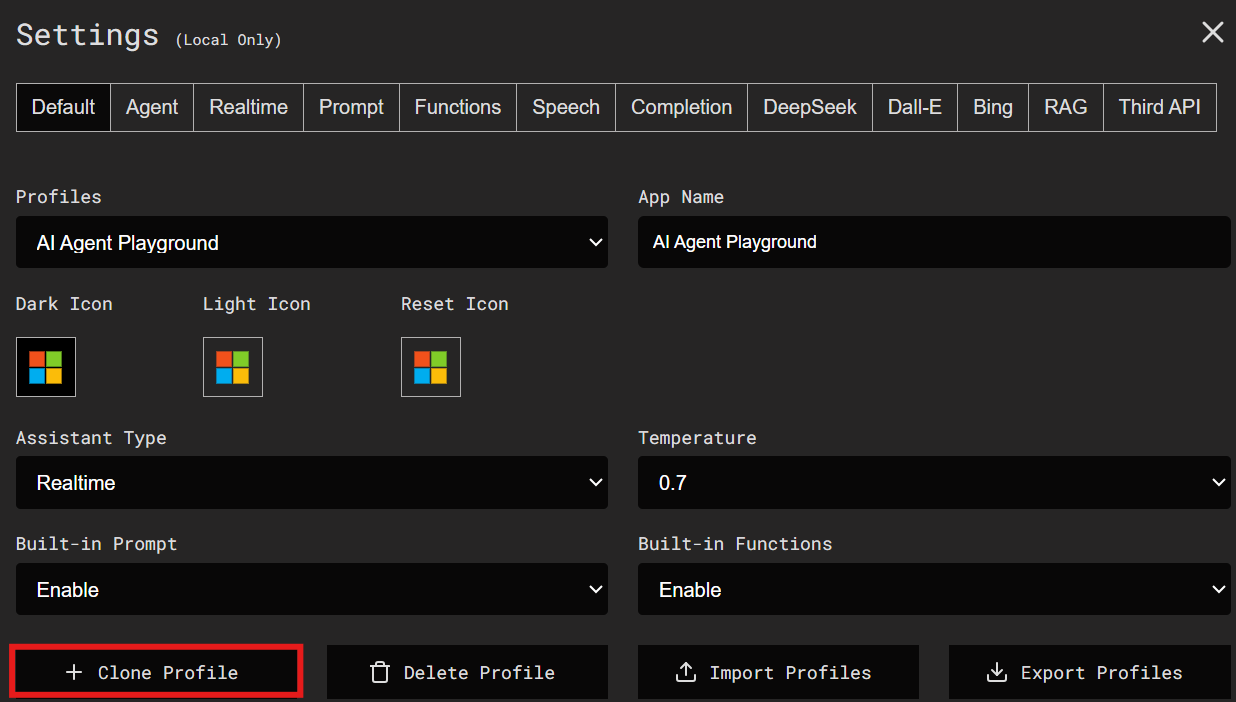 Settings (Local Only)
Default Agent Realtime Prompt Functions Speech Completion DeepSeek Dall-E Bing RAG Third API
Profiles App Name
AI Agent Playground AI Agent Playground
Dark Icon Light Icon Reset Icon
Assistant Type Temperature
Realtime 0.7
Built-in Prompt Built-in Functions
Enable Enable
Clone Profile Delete Profile Import Profiles Export Profiles